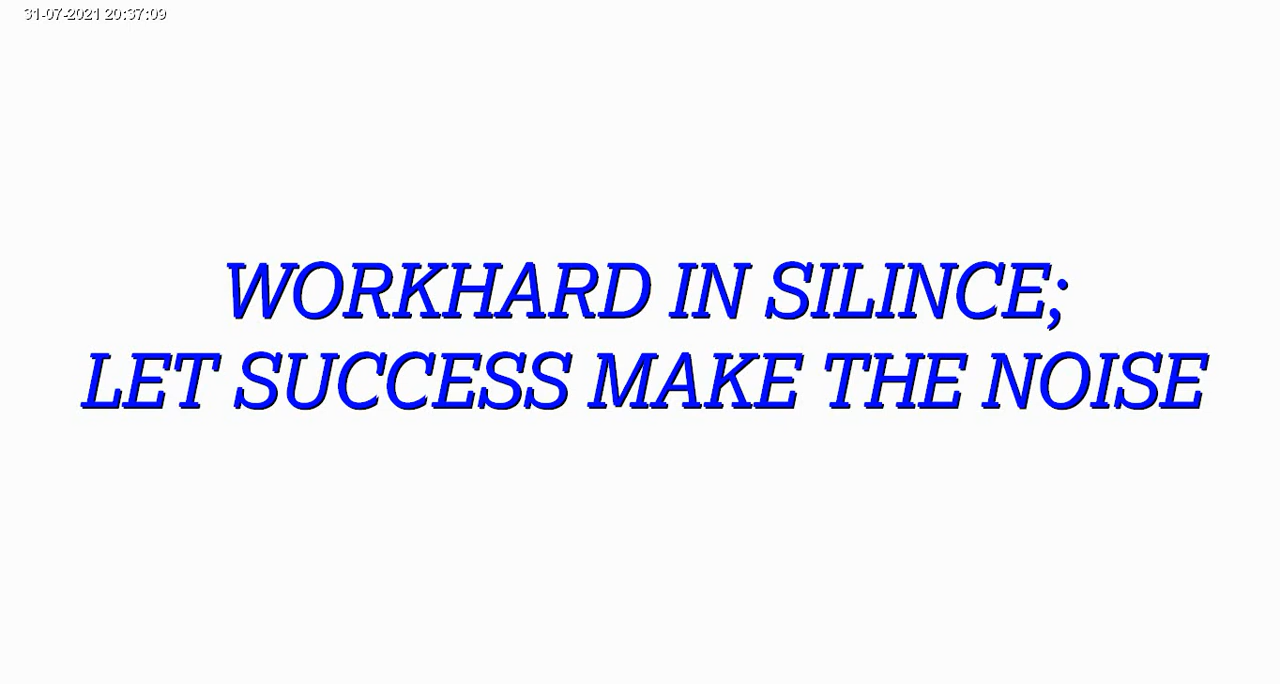 31-07-2021 20:37:09
WORKHARD IN SILINCE;
LET SUCCESS MAKE THE NOISE